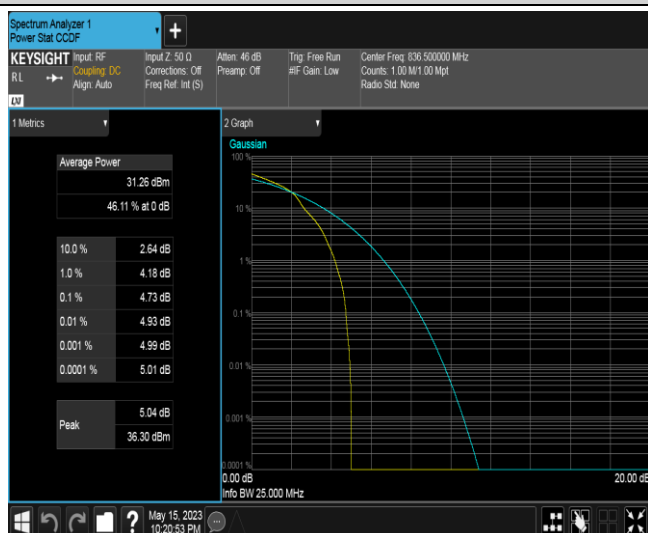 Spectrum Analyzer 1
Power Stat CCDF
KEYSIGHT
RL
Input: RF
Coupling: DC
Align: Auto
Input Z: 50 Ω
Corrections: Off
Freq Ref: Int (S)
Atten: 46 dB
Preamp: Off
Trig: Free Run
#IF Gain: Low
Center Freq: 836.500000 MHz
Counts: 1.00 M/1.00 Mpt
Radio Std: None
LXI
1 Metrics
Average Power
31.26 dBm
46.11 % at 0 dB
10.0 % 2.64 dB
1.0 % 4.18 dB
0.1 % 4.73 dB
0.01 % 4.93 dB
0.001 % 4.99 dB
0.0001 % 5.01 dB
Peak
5.04 dB
36.30 dBm
2 Graph
Gaussian
100 %
10 %
1 %
0.1 %
0.01 %
0.001 %
0.0001 %
0.00 dB
20.00 dB
Info BW 25.000 MHz
?
May 15, 2023
10:20:53 PM